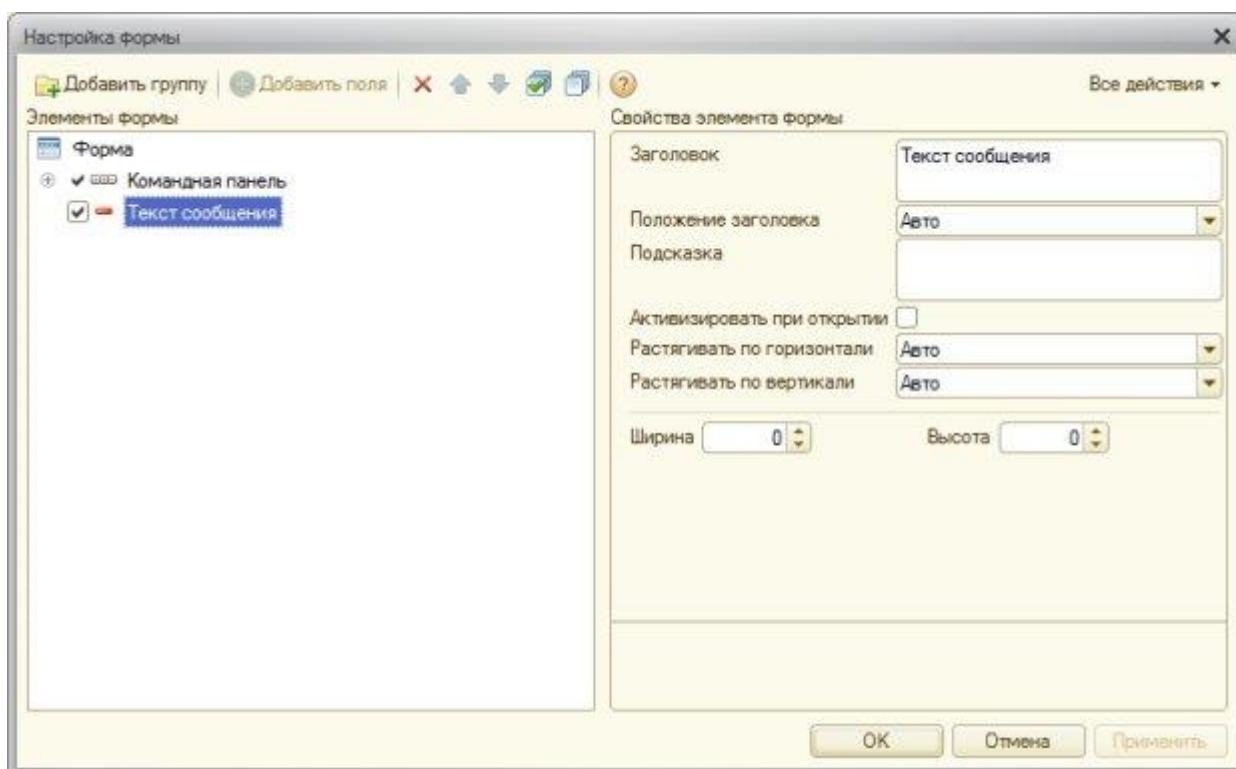 Настройка формы
Добавить группу Добавить поля Все действия
Элементы формы Свойства элемента формы
Форма
Командная панель
Текст сообщения
Заголовок Текст сообщения
Положение заголовка Авто
Подсказка
Активизировать при открытии
Растягивать по горизонтали Авто
Растягивать по вертикали Авто
Ширина 0 Высота 0
OK Отмена Применить